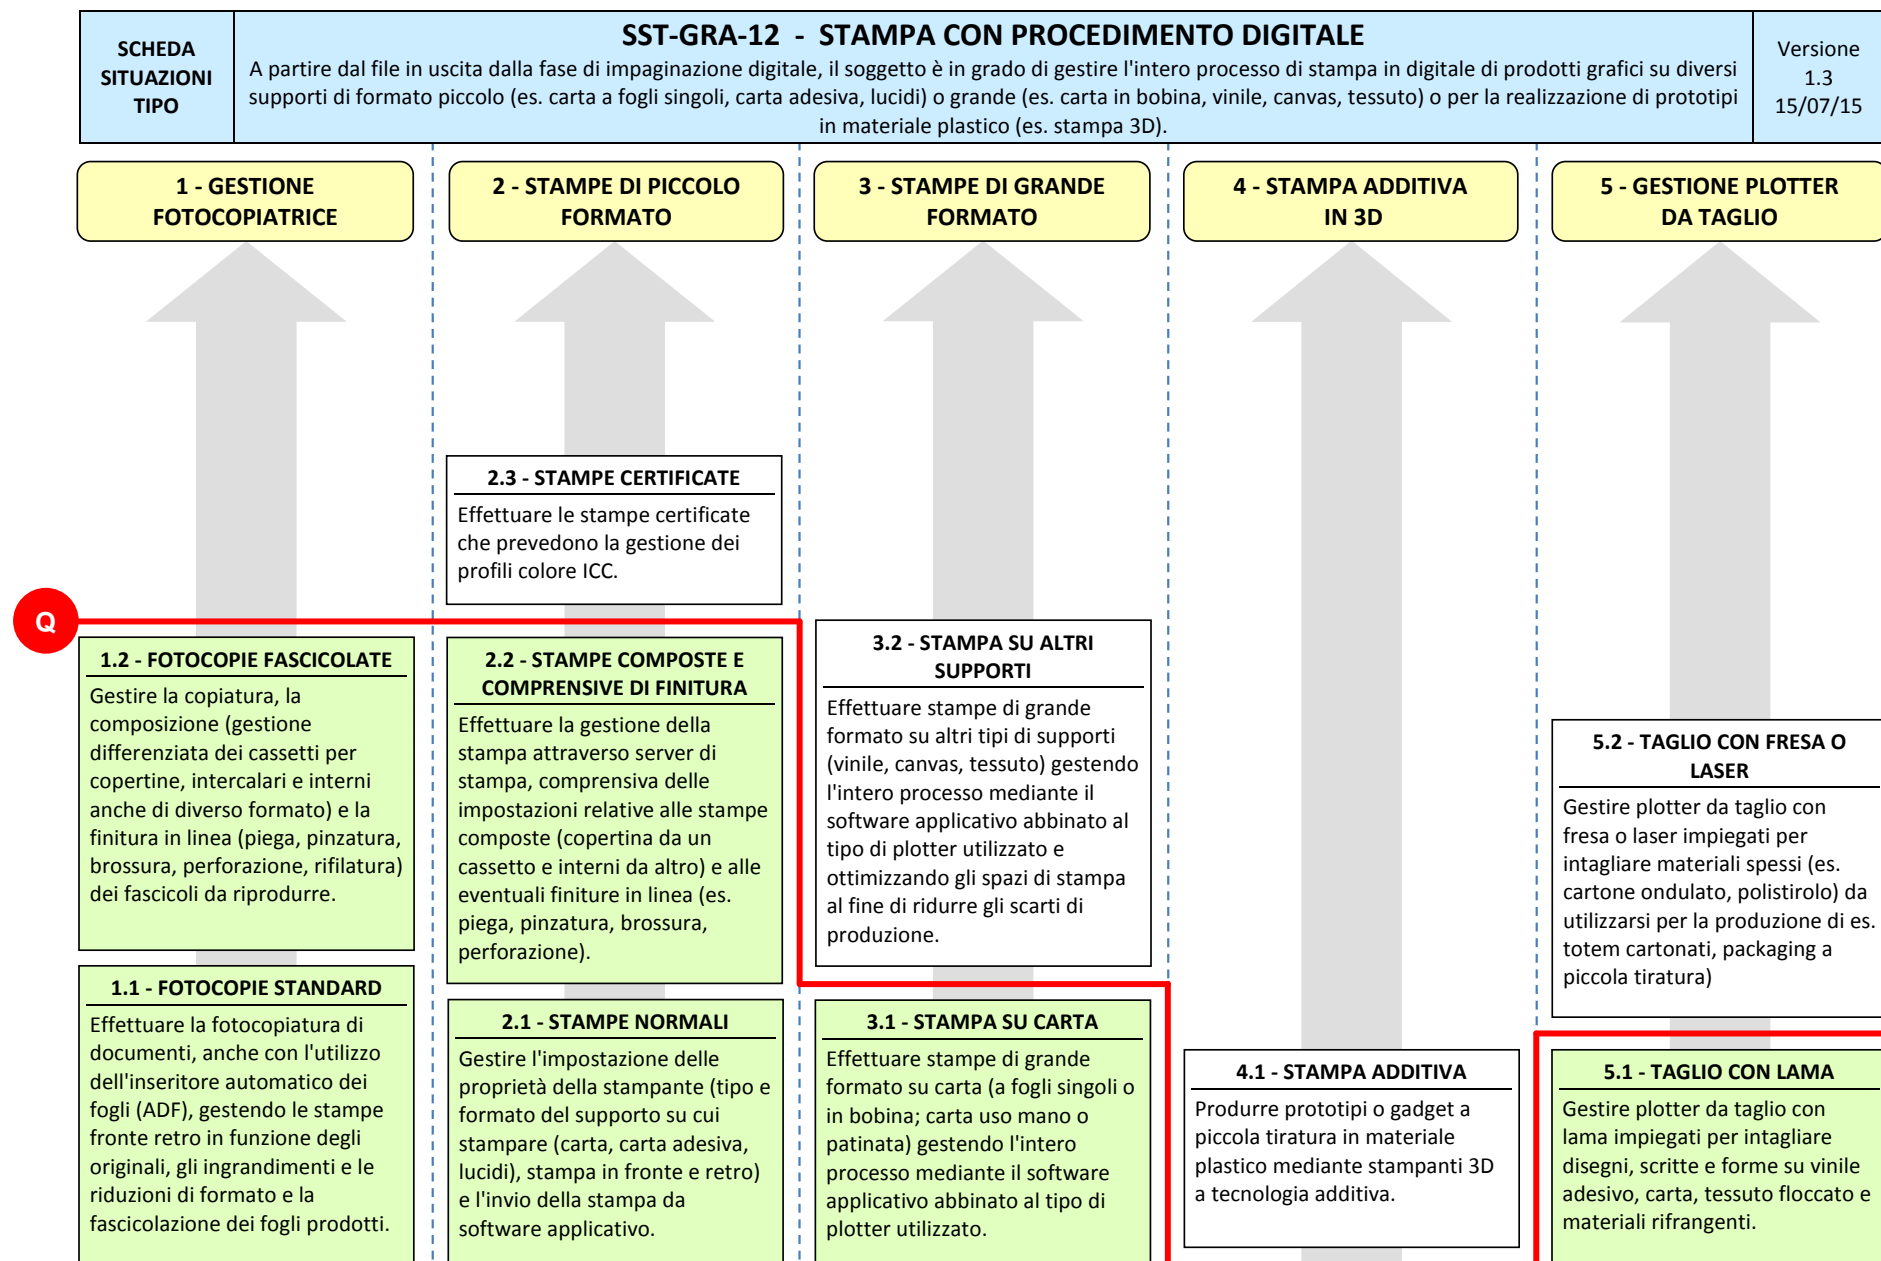 SCHEDA
SITUAZIONI
TIPO
SST-GRA-12 - STAMPA CON PROCEDIMENTO DIGITALE
A partire dal file in uscita dalla fase di impaginazione digitale, il soggetto è in grado di gestire l'intero processo di stampa in digitale di prodotti grafici su diversi
supporti di formato piccolo (es. carta a fogli singoli, carta adesiva, lucidi) o grande (es. carta in bobina, vinile, canvas, tessuto) o per la realizzazione di prototipi
in materiale plastico (es. stampa 3D).
Versione
1.3
15/07/15
1 - GESTIONE
FOTOCOPIATRICE
2 - STAMPE DI PICCOLO
FORMATO
3 - STAMPE DI GRANDE
FORMATO
4 - STAMPA ADDITIVA
IN 3D
5 - GESTIONE PLOTTER
DA TAGLIO
Q
1.2 - FOTOCOPIE FASCICOLATE
Gestire la copiatura, la
composizione (gestione
differenziata dei cassetti per
copertine, intercalari e interni
anche di diverso formato) e la
finitura in linea (piega, pinzatura,
brossura, perforazione, rifilatura)
dei fascicoli da riprodurre.
1.1 - FOTOCOPIE STANDARD
Effettuare la fotocopiatura di
documenti, anche con l'utilizzo
dell'inseritore automatico dei
fogli (ADF), gestendo le stampe
fronte retro in funzione degli
originali, gli ingrandimenti e le
riduzioni di formato e la
fascicolazione dei fogli prodotti.
2.3 - STAMPE CERTIFICATE
Effettuare le stampe certificate
che prevedono la gestione dei
profili colore ICC.
2.2 - STAMPE COMPOSTE E
COMPRENSIVE DI FINITURA
Effettuare la gestione della
stampa attraverso server di
stampa, comprensiva delle
impostazioni relative alle stampe
composte (copertina da un
cassetto e interni da altro) e alle
eventuali finiture in linea (es.
piega, pinzatura, brossura,
perforazione).
2.1 - STAMPE NORMALI
Gestire l'impostazione delle
proprietà della stampante (tipo e
formato del supporto su cui
stampare (carta, carta adesiva,
lucidi), stampa in fronte e retro)
e l'invio della stampa da
software applicativo.
3.2 - STAMPA SU ALTRI
SUPPORTI
Effettuare stampe di grande
formato su altri tipi di supporti
(vinile, canvas, tessuto) gestendo
l'intero processo mediante il
software applicativo abbinato al
tipo di plotter utilizzato e
ottimizzando gli spazi di stampa
al fine di ridurre gli scarti di
produzione.
3.1 - STAMPA SU CARTA
Effettuare stampe di grande
formato su carta (a fogli singoli o
in bobina; carta uso mano o
patinata) gestendo l'intero
processo mediante il software
applicativo abbinato al tipo di
plotter utilizzato.
4.1 - STAMPA ADDITIVA
Produrre prototipi o gadget a
piccola tiratura in materiale
plastico mediante stampanti 3D
a tecnologia additiva.
5.2 - TAGLIO CON FRESA O
LASER
Gestire plotter da taglio con
fresa o laser impiegati per
intagliare materiali spessi (es.
cartone ondulato, polistirolo) da
utilizzarsi per la produzione di es.
totem cartonati, packaging a
piccola tiratura)
5.1 - TAGLIO CON LAMA
Gestire plotter da taglio con
lama impiegati per intagliare
disegni, scritte e forme su vinile
adesivo, carta, tessuto floccato e
materiali rifrangenti.